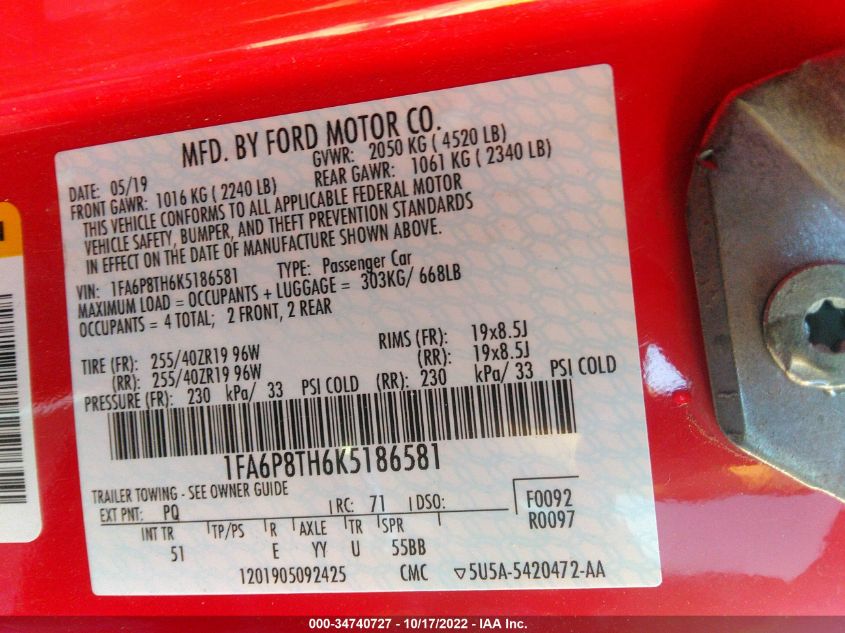 MFD. BY FORD MOTOR CO.
DATE: 05/19 GVWR: 2050 KG ( 4520 LB)
FRONT GAWR: 1016 KG ( 2240 LB) REAR GAWR: 1061 KG ( 2340 LB)
THIS VEHICLE CONFORMS TO ALL APPLICABLE FEDERAL MOTOR
VEHICLE SAFETY, BUMPER, AND THEFT PREVENTION STANDARDS
IN EFFECT ON THE DATE OF MANUFACTURE SHOWN ABOVE.
VIN: 1FA6P8TH6K5186581 TYPE: Passenger Car
MAXIMUM LOAD = OCCUPANTS + LUGGAGE = 303KG/ 668LB
OCCUPANTS = 4 TOTAL; 2 FRONT, 2 REAR
TIRE (FR): 255/40ZR19 96W RIMS (FR): 19x8.5J
(RR): 255/40ZR19 96W (RR): 19x8.5J
PRESSURE (FR): 230 kPa/ 33 PSI COLD (RR): 230 kPa/ 33 PSI COLD
1FA6P8TH6K5186581
TRAILER TOWING - SEE OWNER GUIDE
EXT PNT: PQ RC: 71 DSO: F0092
R0097
INT TR TP/PS R AXLE TR SPR
51 E YY U 55BB
1201905092425 CMC ▽5U5A-5420472-AA
000-34740727 - 10/17/2022 - IAA Inc.